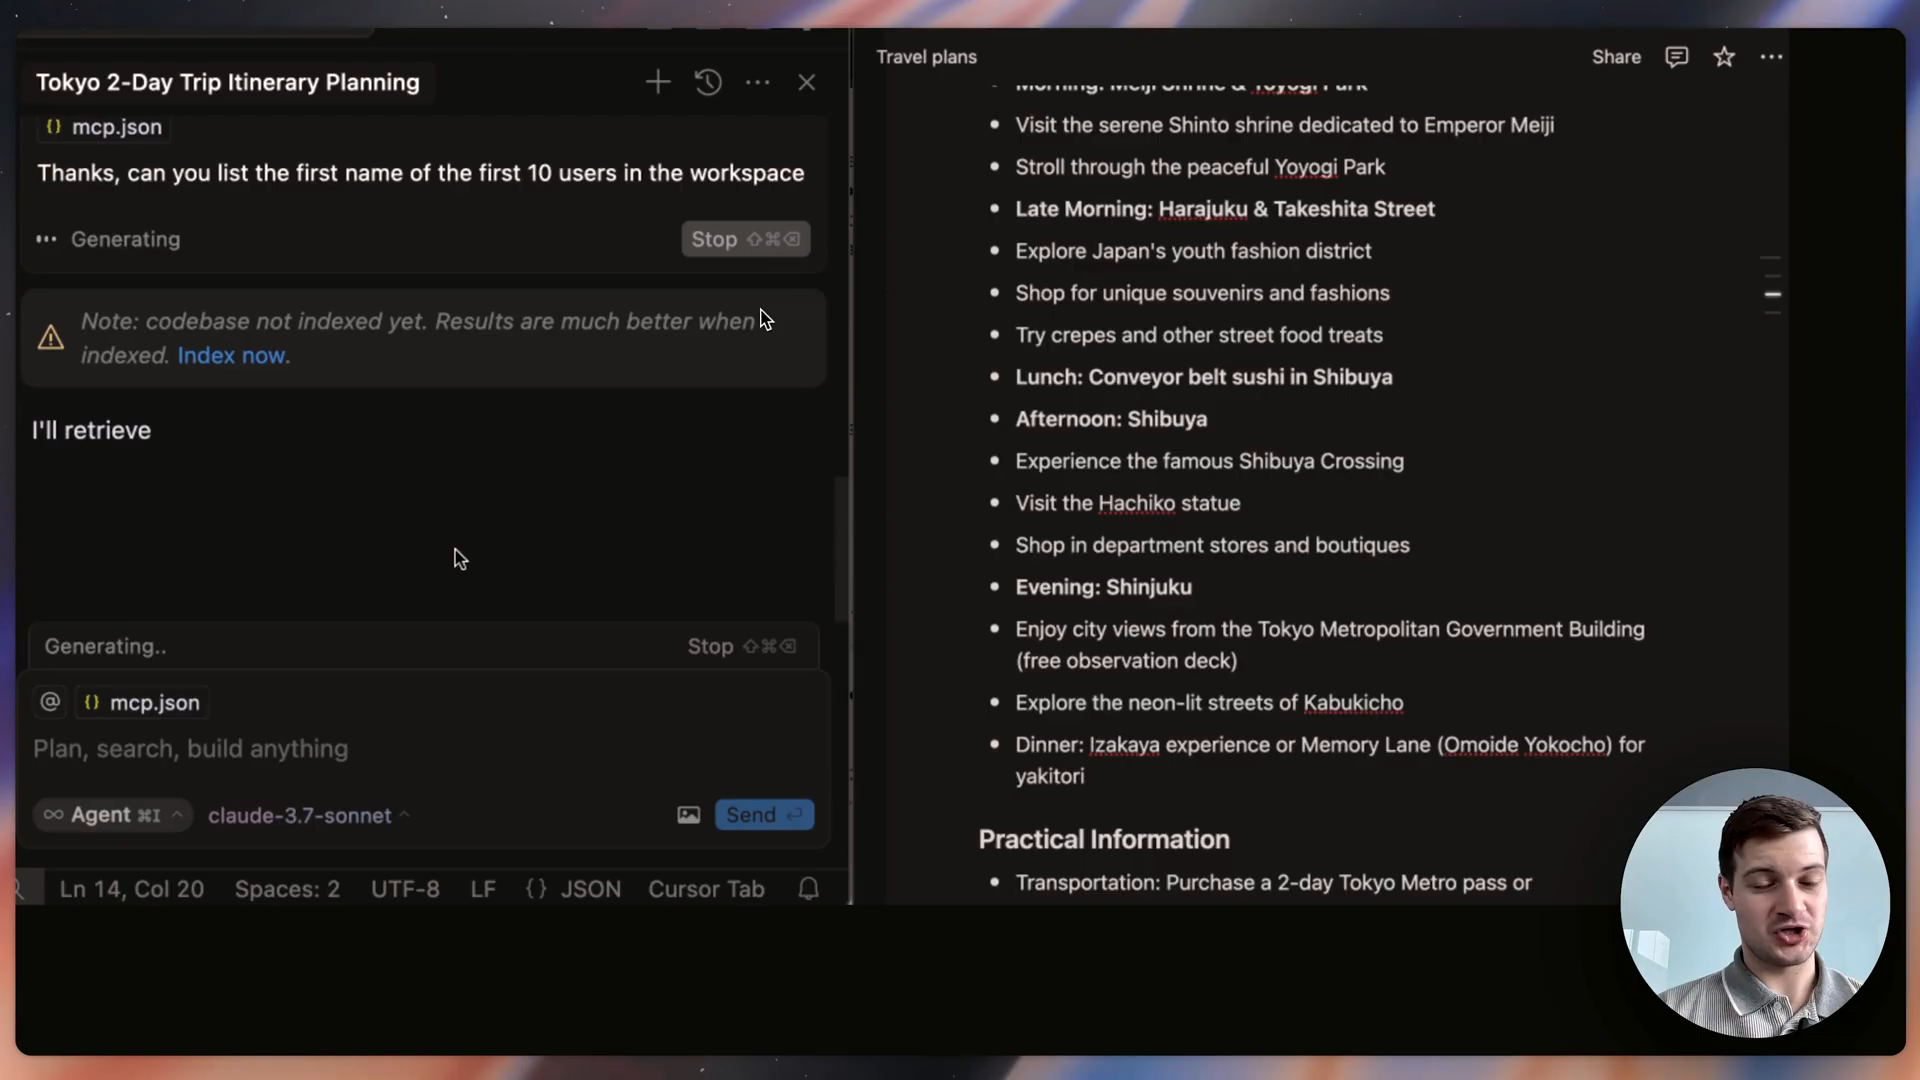 Tokyo 2-Day Trip Itinerary Planning
{} mcp.json
Thanks, can you list the first name of the first 10 users in the workspace
Generating
Stop ⇧⌘⌫
Note: codebase not indexed yet. Results are much better when
indexed. Index now.
I'll retrieve
Generating..
Stop ⇧⌘⌫
@ {} mcp.json
Plan, search, build anything
∞ Agent ⌘I
claude-3.7-sonnet
Send
Ln 14, Col 20
Spaces: 2
UTF-8
LF
{} JSON
Cursor Tab
Travel plans
Share
Morning: Meiji Shrine & Yoyogi Park
Visit the serene Shinto shrine dedicated to Emperor Meiji
Stroll through the peaceful Yoyogi Park
Late Morning: Harajuku & Takeshita Street
Explore Japan's youth fashion district
Shop for unique souvenirs and fashions
Try crepes and other street food treats
Lunch: Conveyor belt sushi in Shibuya
Afternoon: Shibuya
Experience the famous Shibuya Crossing
Visit the Hachiko statue
Shop in department stores and boutiques
Evening: Shinjuku
Enjoy city views from the Tokyo Metropolitan Government Building
(free observation deck)
Explore the neon-lit streets of Kabukicho
Dinner: Izakaya experience or Memory Lane (Omoide Yokocho) for
yakitori
Practical Information
Transportation: Purchase a 2-day Tokyo Metro pass or